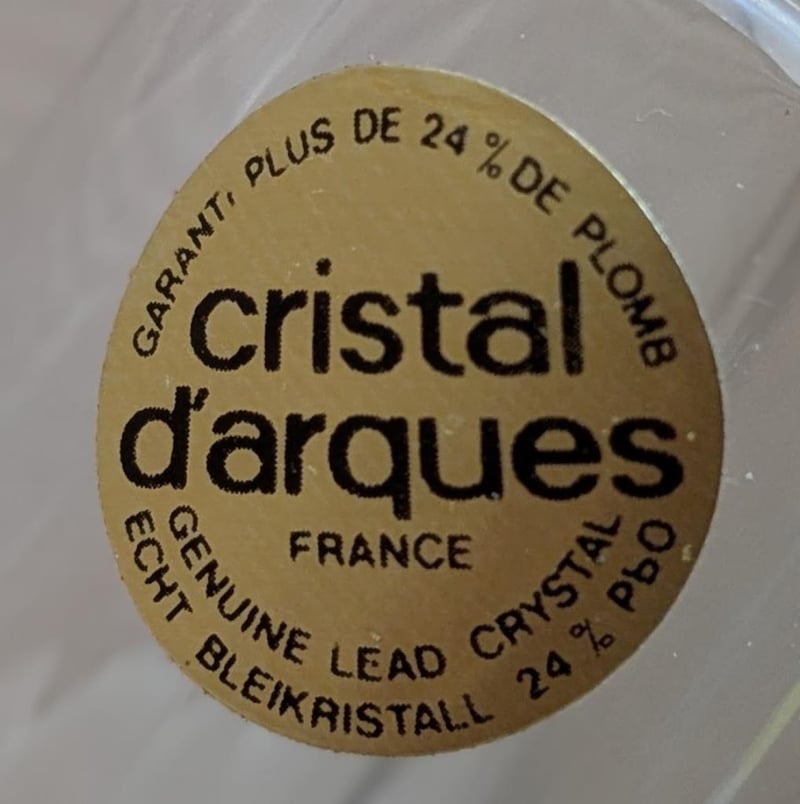 GARANTI PLUS DE 24 % DE PLOMB
cristal
d'arques
FRANCE
GENUINE LEAD CRYSTAL
ECHT BLEIKRISTALL 24 % PbO